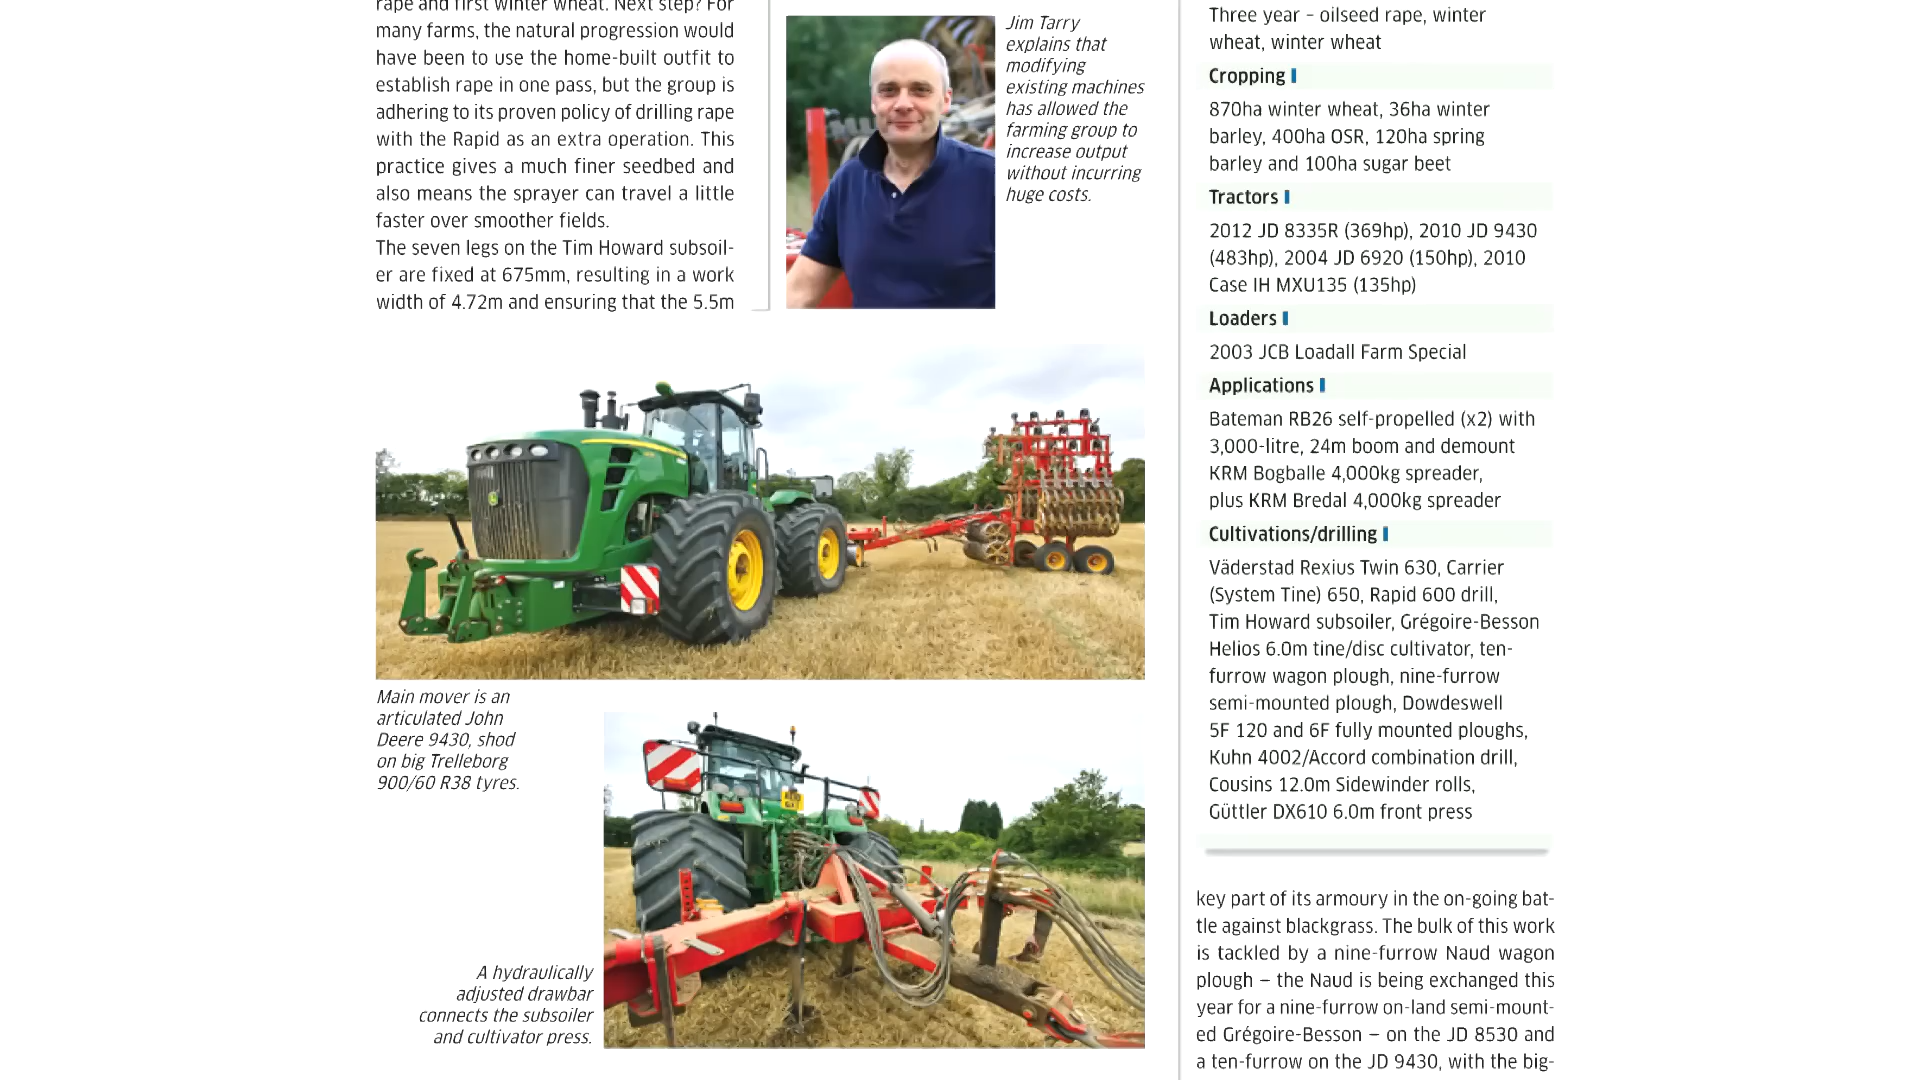 rape and first winter wheat. Next step? For
many farms, the natural progression would
have been to use the home-built outfit to
establish rape in one pass, but the group is
adhering to its proven policy of drilling rape
with the Rapid as an extra operation. This
practice gives a much finer seedbed and
also means the sprayer can travel a little
faster over smoother fields.
The seven legs on the Tim Howard subsoil-
er are fixed at 675mm, resulting in a work
width of 4.72m and ensuring that the 5.5m
Jim Tarry
explains that
modifying
existing machines
has allowed the
farming group to
increase output
without incurring
huge costs.
Main mover is an
articulated John
Deere 9430, shod
on big Trelleborg
900/60 R38 tyres.
A hydraulically
adjusted drawbar
connects the subsoiler
and cultivator press.
Three year – oilseed rape, winter
wheat, winter wheat
Cropping
870ha winter wheat, 36ha winter
barley, 400ha OSR, 120ha spring
barley and 100ha sugar beet
Tractors
2012 JD 8335R (369hp), 2010 JD 9430
(483hp), 2004 JD 6920 (150hp), 2010
Case IH MXU135 (135hp)
Loaders
2003 JCB Loadall Farm Special
Applications
Bateman RB26 self-propelled (x2) with
3,000-litre, 24m boom and demount
KRM Bogballe 4,000kg spreader,
plus KRM Bredal 4,000kg spreader
Cultivations/drilling
Väderstad Rexius Twin 630, Carrier
(System Tine) 650, Rapid 600 drill,
Tim Howard subsoiler, Grégoire-Besson
Helios 6.0m tine/disc cultivator, ten-
furrow wagon plough, nine-furrow
semi-mounted plough, Dowdeswell
5F 120 and 6F fully mounted ploughs,
Kuhn 4002/Accord combination drill,
Cousins 12.0m Sidewinder rolls,
Güttler DX610 6.0m front press
key part of its armoury in the on-going bat-
tle against blackgrass. The bulk of this work
is tackled by a nine-furrow Naud wagon
plough – the Naud is being exchanged this
year for a nine-furrow on-land semi-mount-
ed Grégoire-Besson – on the JD 8530 and
a ten-furrow on the JD 9430, with the big-